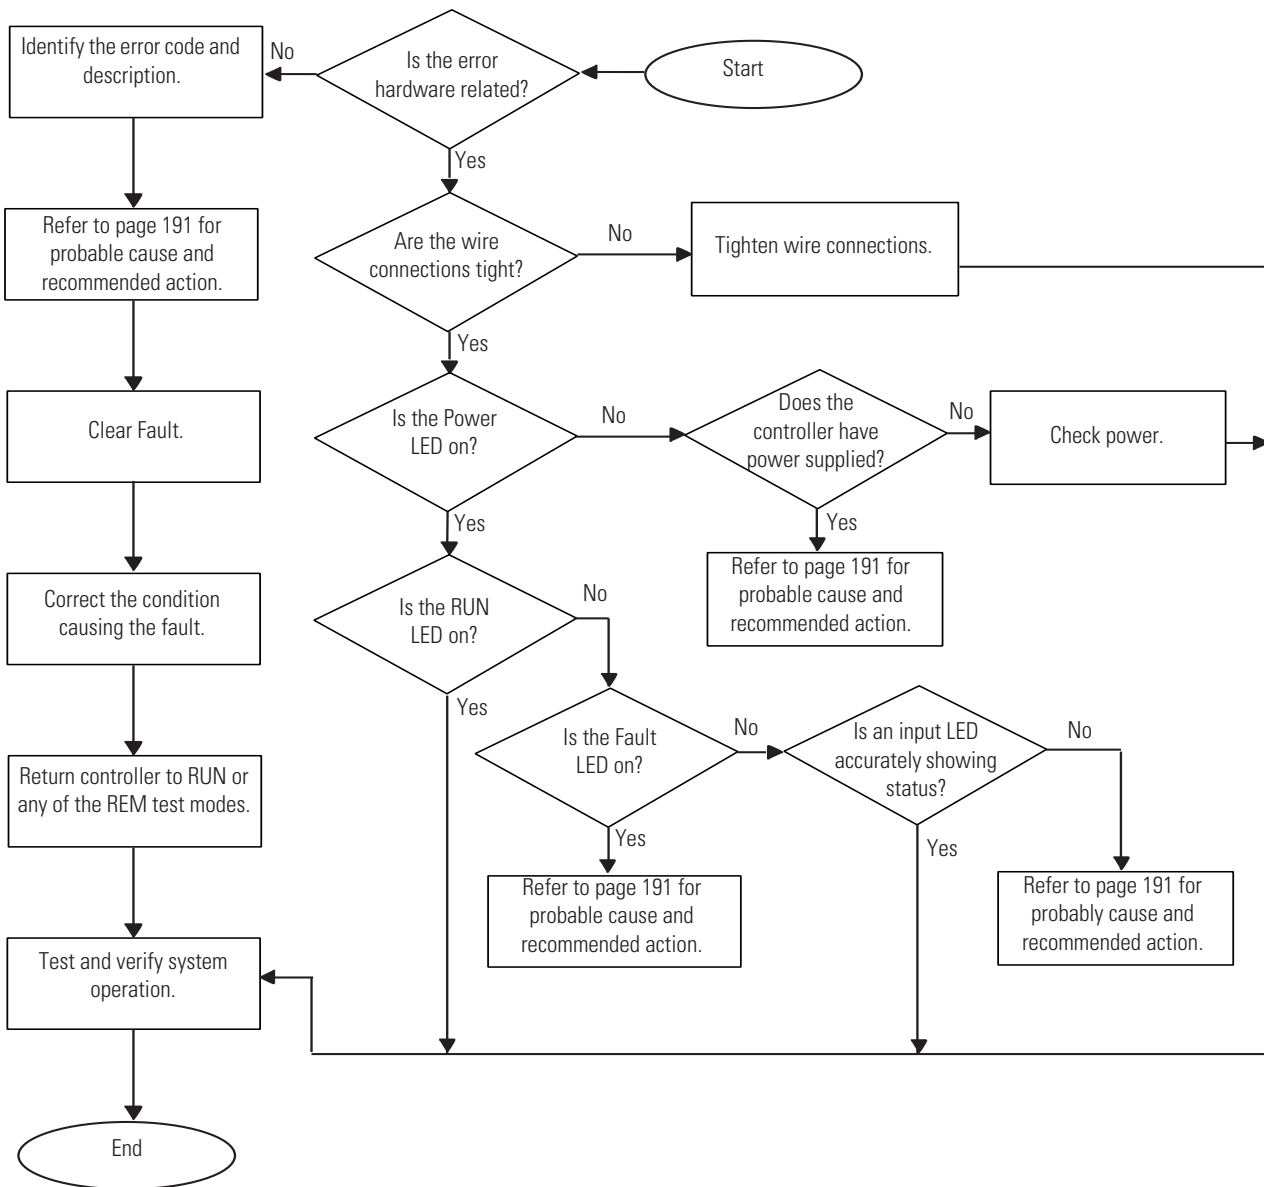 Start
Is the error
hardware related?
No
Identify the error code and
description.
Yes
Refer to page 191 for
probable cause and
recommended action.
Are the wire
connections tight?
No
Tighten wire connections.
Yes
Clear Fault.
Is the Power
LED on?
No
Does the
controller have
power supplied?
No
Check power.
Yes
Yes
Refer to page 191 for
probable cause and
recommended action.
Correct the condition
causing the fault.
Is the RUN
LED on?
No
Yes
Return controller to RUN or
any of the REM test modes.
Is the Fault
LED on?
No
Is an input LED
accurately showing
status?
No
Yes
Yes
Refer to page 191 for
probable cause and
recommended action.
Refer to page 191 for
probably cause and
recommended action.
Test and verify system
operation.
End